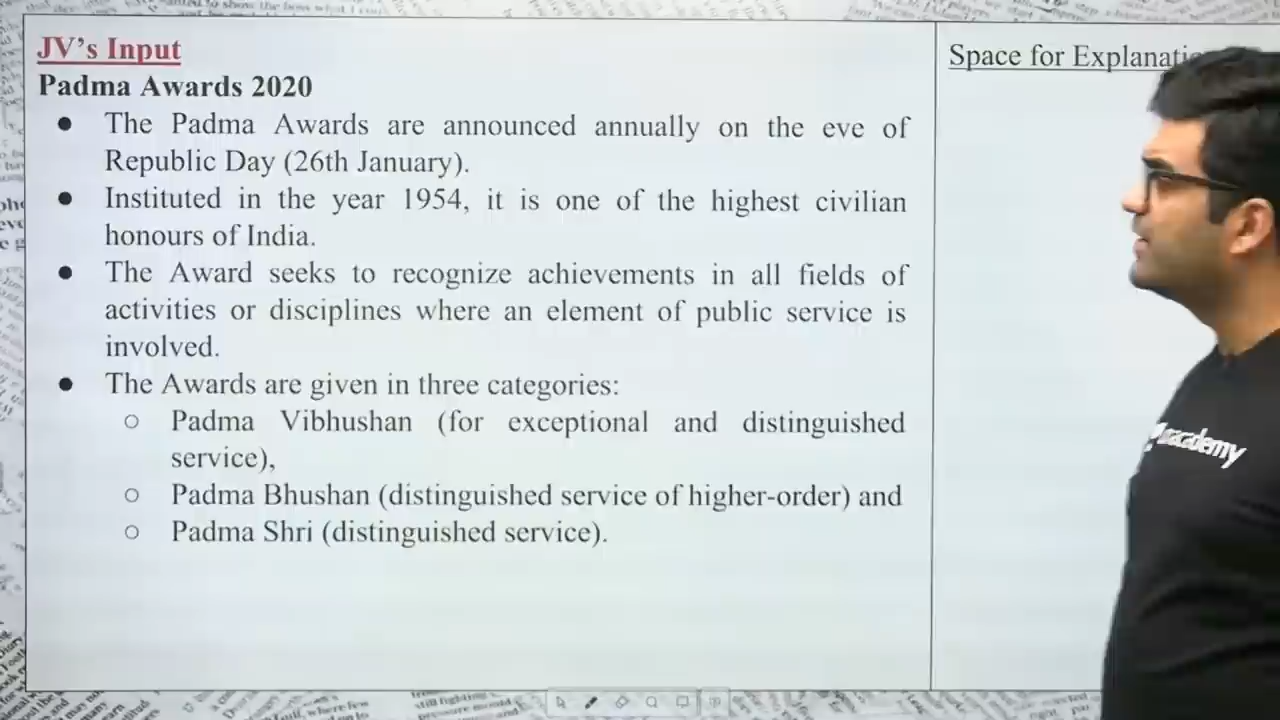 JV's Input
Space for Explanati
Padma Awards 2020
● The Padma Awards are announced annually on the eve of
Republic Day (26th January).
● Instituted in the year 1954, it is one of the highest civilian
honours of India.
● The Award seeks to recognize achievements in all fields of
activities or disciplines where an element of public service is
involved.
● The Awards are given in three categories:
○ Padma Vibhushan (for exceptional and distinguished
service),
○ Padma Bhushan (distinguished service of higher-order) and
○ Padma Shri (distinguished service).